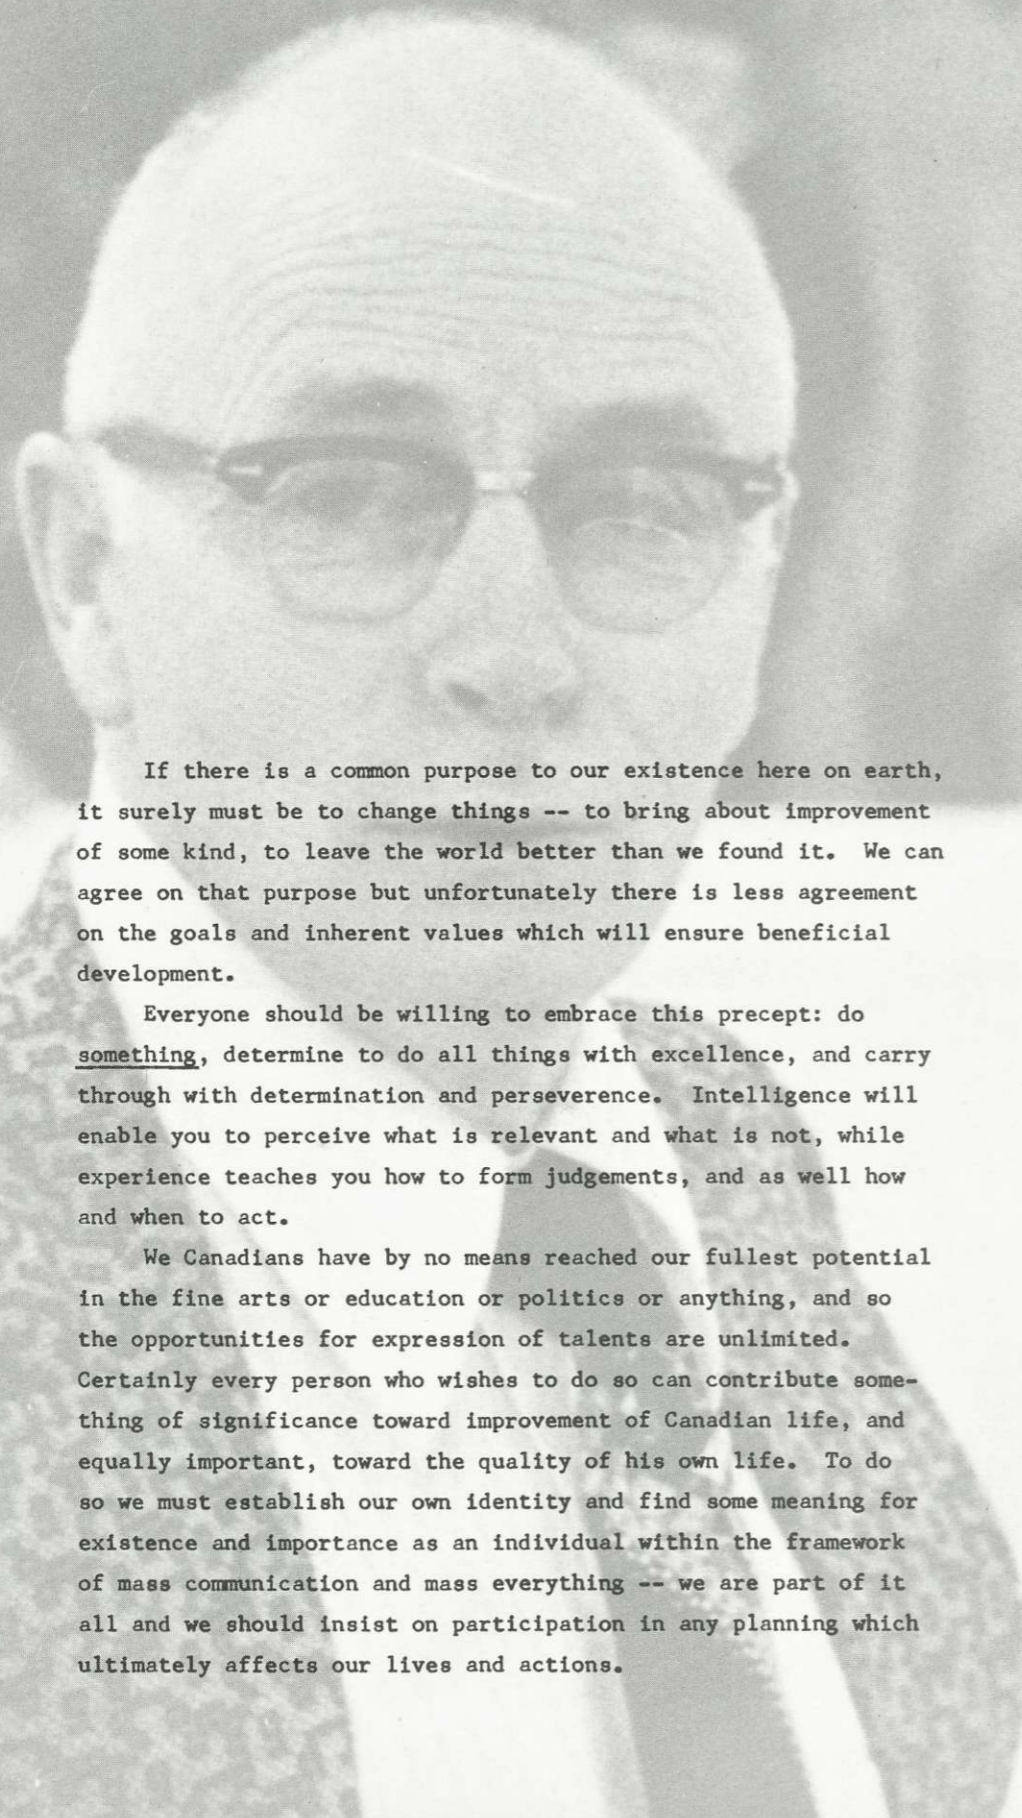 If there is a common purpose to our existence here on earth,
it surely must be to change things -- to bring about improvement
of some kind, to leave the world better than we found it. We can
agree on that purpose but unfortunately there is less agreement
on the goals and inherent values which will ensure beneficial
development.
Everyone should be willing to embrace this precept: do
something, determine to do all things with excellence, and carry
through with determination and perseverence. Intelligence will
enable you to perceive what is relevant and what is not, while
experience teaches you how to form judgements, and as well how
and when to act.
We Canadians have by no means reached our fullest potential
in the fine arts or education or politics or anything, and so
the opportunities for expression of talents are unlimited.
Certainly every person who wishes to do so can contribute some-
thing of significance toward improvement of Canadian life, and
equally important, toward the quality of his own life. To do
so we must establish our own identity and find some meaning for
existence and importance as an individual within the framework
of mass communication and mass everything -- we are part of it
all and we should insist on participation in any planning which
ultimately affects our lives and actions.